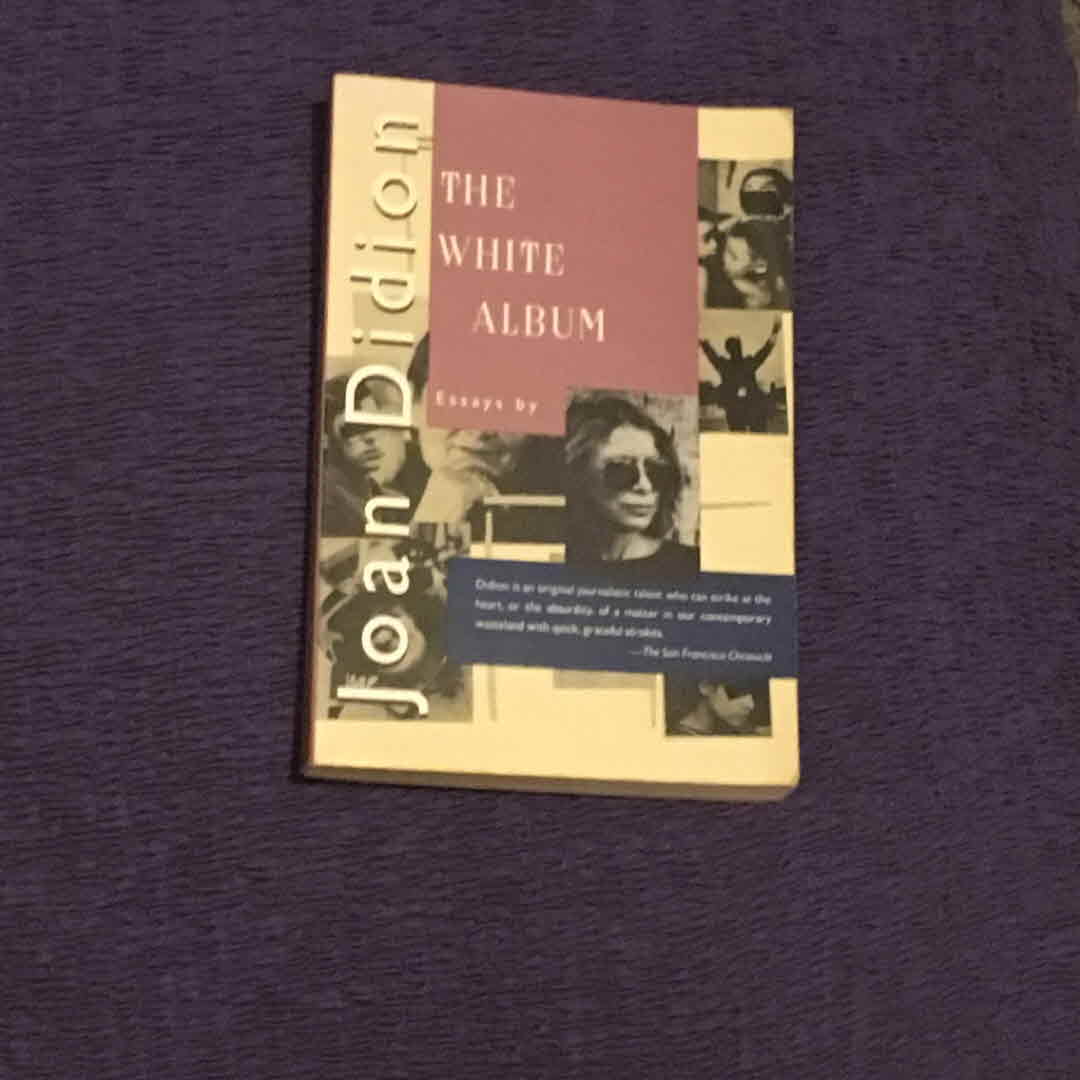 Joan Didion
THE
WHITE
ALBUM
Essays by
Didion is an original journalistic talent who can strike at the
heart, or the absurdity, of a matter in our contemporary
wasteland with quick, graceful strokes.
—The San Francisco Chronicle